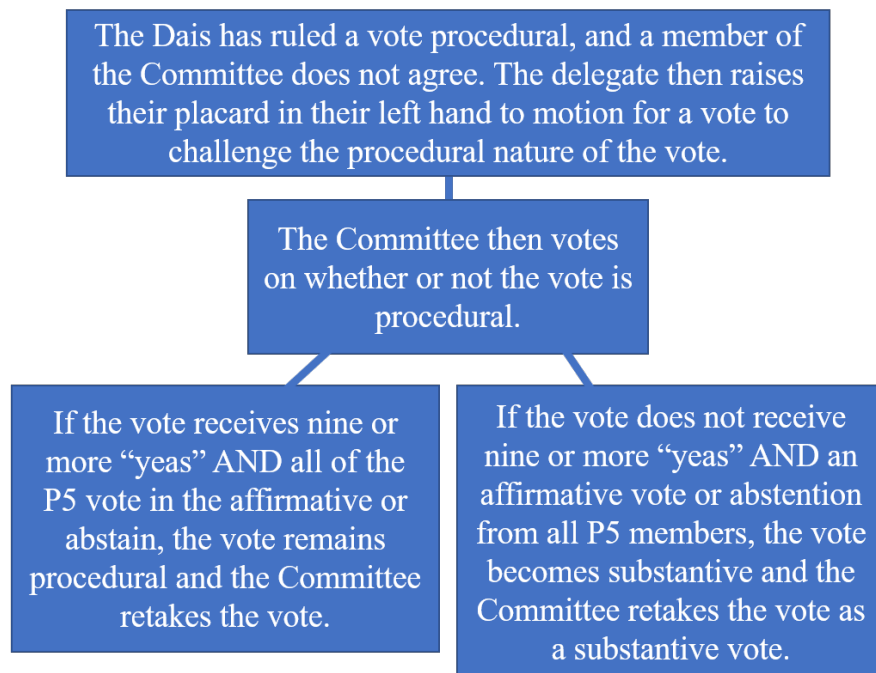 The Dais has ruled a vote procedural, and a member of
the Committee does not agree. The delegate then raises
their placard in their left hand to motion for a vote to
challenge the procedural nature of the vote.
The Committee then votes
on whether or not the vote is
procedural.
If the vote receives nine or
more “yeas” AND all of the
P5 vote in the affirmative or
abstain, the vote remains
procedural and the Committee
retakes the vote.
If the vote does not receive
nine or more “yeas” AND an
affirmative vote or abstention
from all P5 members, the vote
becomes substantive and the
Committee retakes the vote as
a substantive vote.